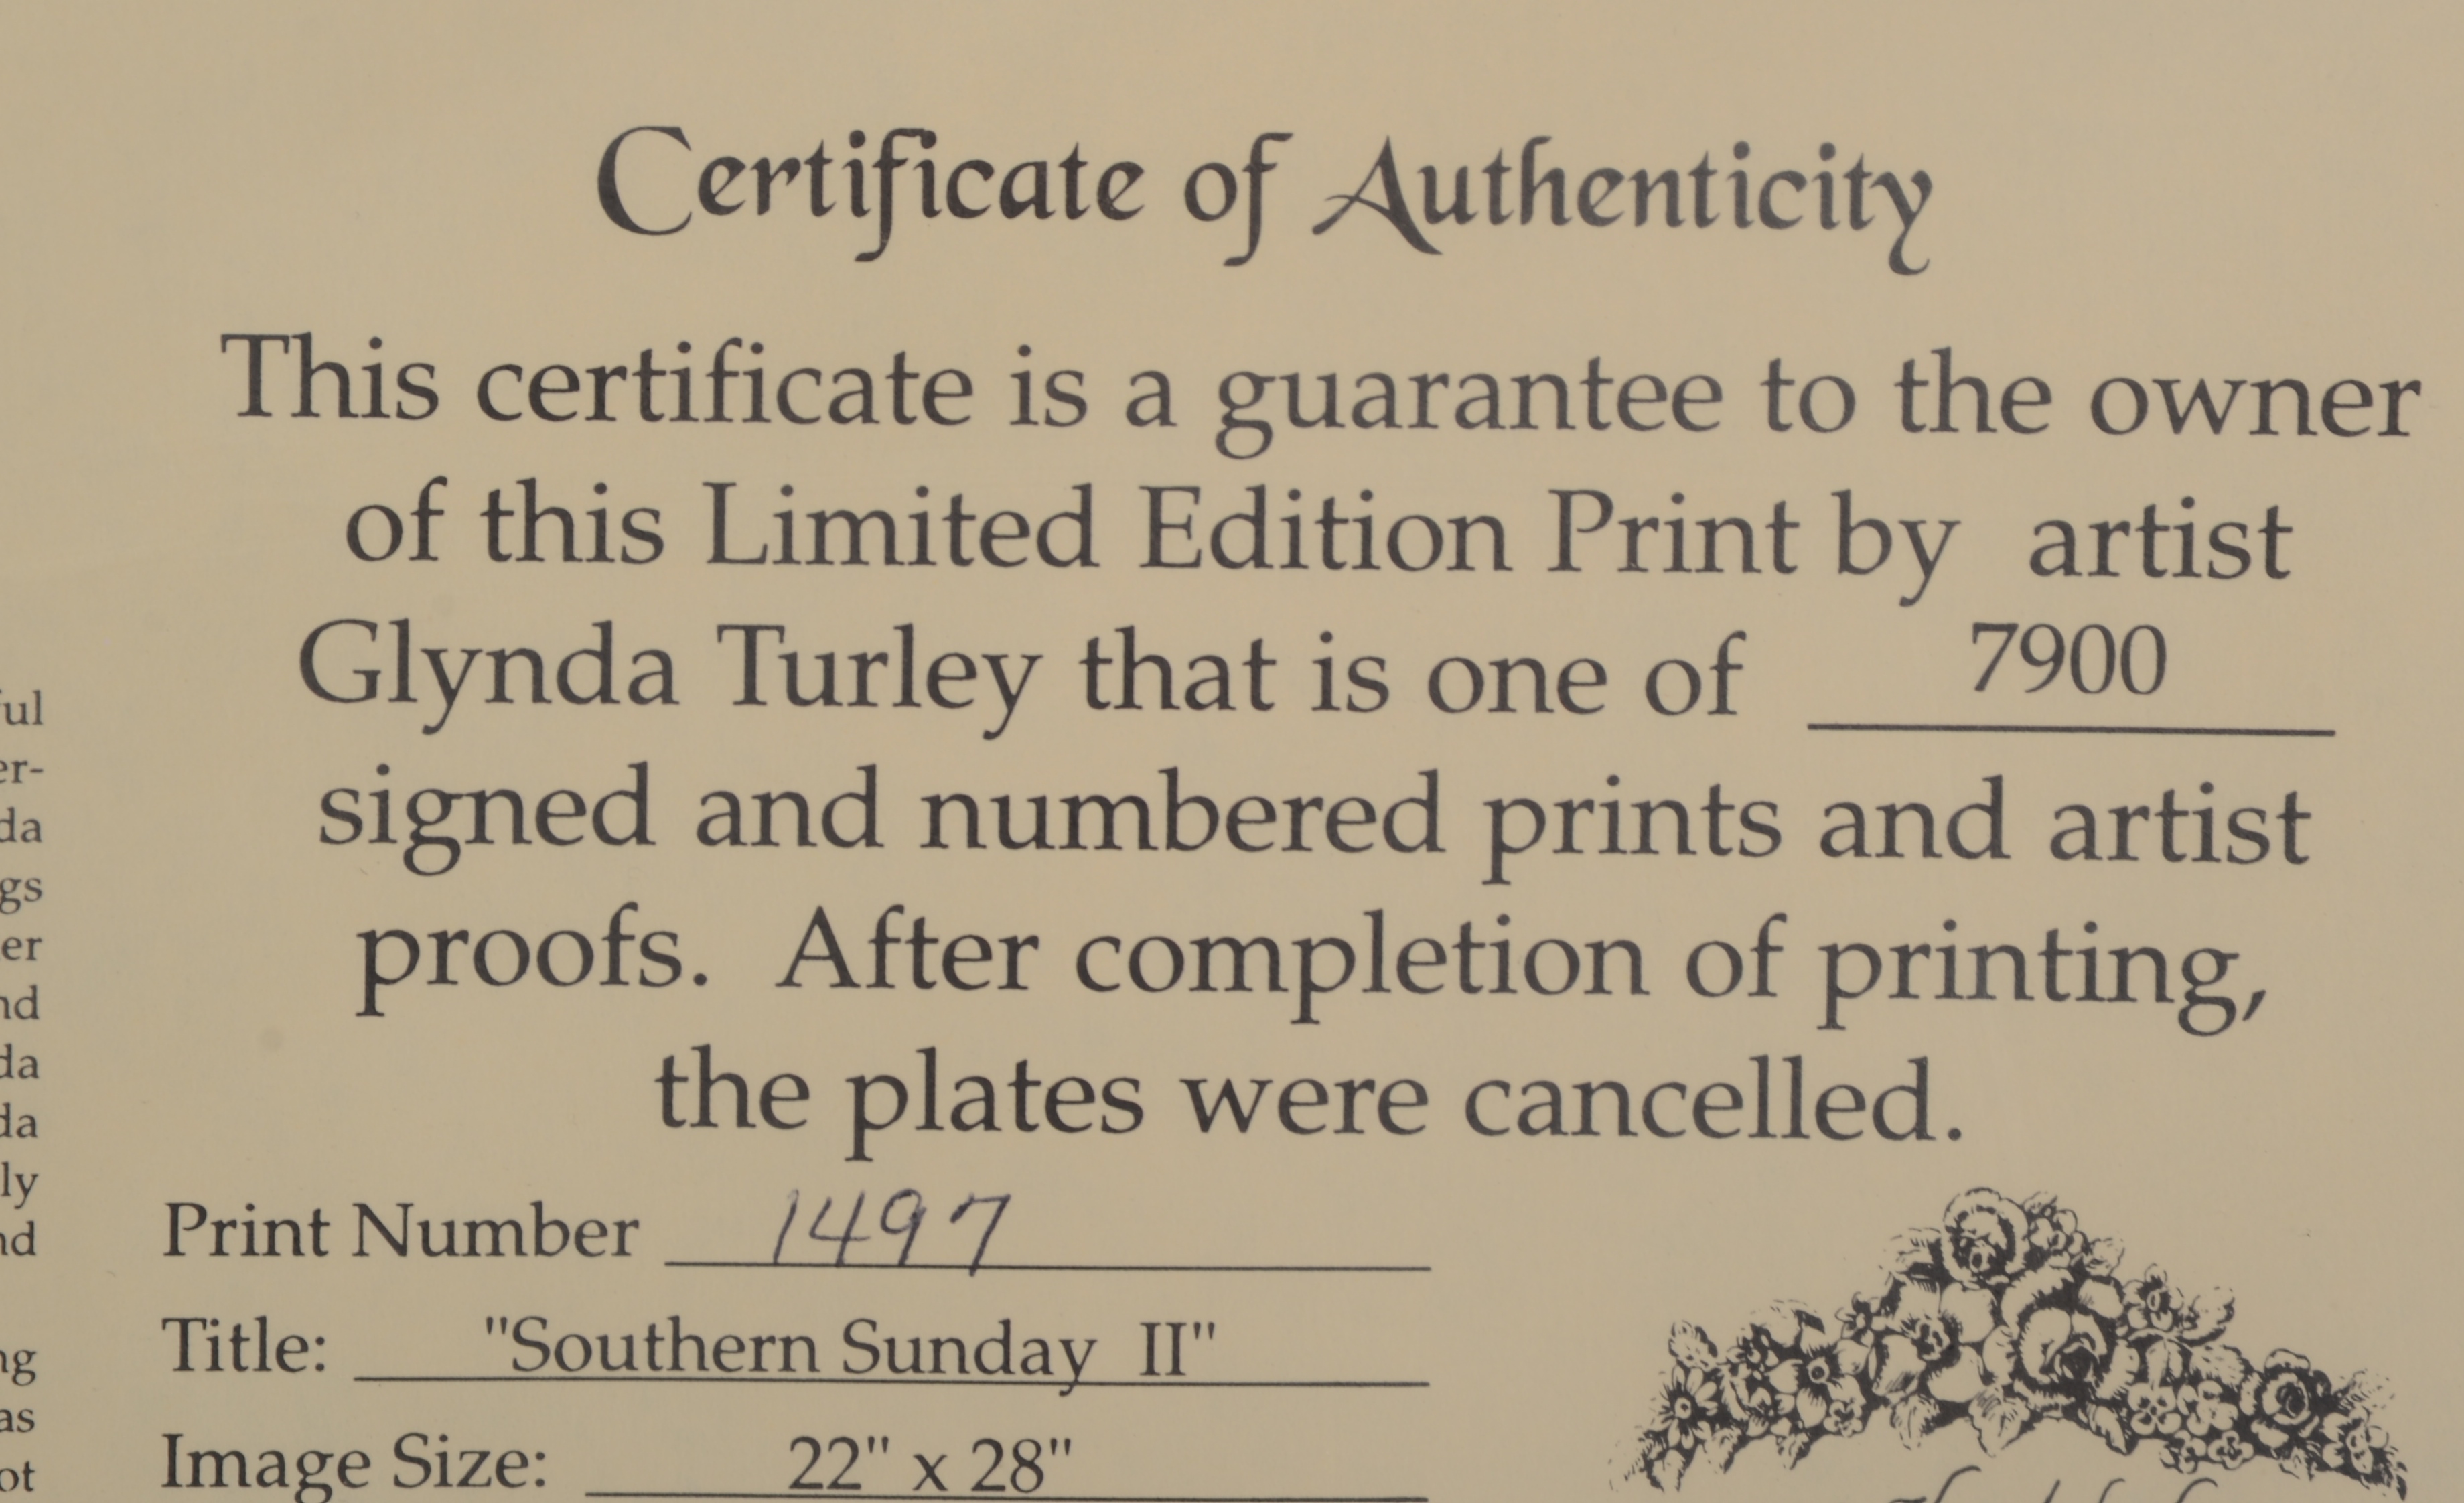 Certificate of Authenticity
This certificate is a guarantee to the owner
of this Limited Edition Print by artist
Glynda Turley that is one of 7900
signed and numbered prints and artist
proofs. After completion of printing,
the plates were cancelled.
Print Number 1497
Title: "Southern Sunday II"
Image Size: 22" x 28"